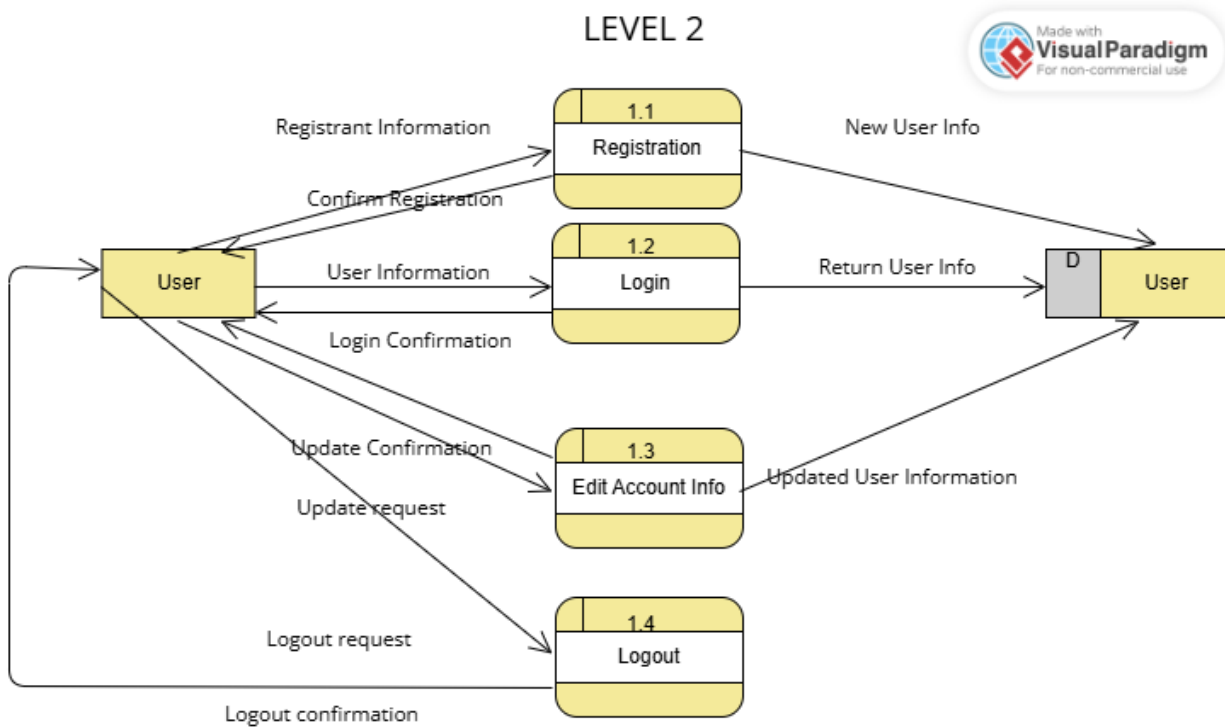 LEVEL 2
Made with
VisualParadigm
For non-commercial use
1.1
Registrant Information
New User Info
Registration
Confirm Registration
1.2
D
User Information
Return User Info
User
Login
User
Login Confirmation
1.3
Update Confirmation
Edit Account Info
Updated User Information
Update request
1.4
Logout request
Logout
Logout confirmation